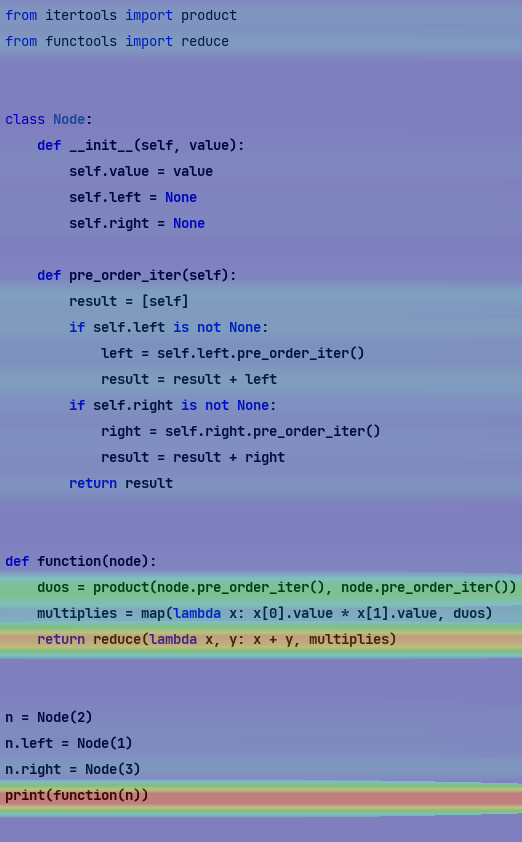 from itertools import product
from functools import reduce
class Node:
    def __init__(self, value):
        self.value = value
        self.left = None
        self.right = None
    def pre_order_iter(self):
        result = [self]
        if self.left is not None:
            left = self.left.pre_order_iter()
            result = result + left
        if self.right is not None:
            right = self.right.pre_order_iter()
            result = result + right
        return result
def function(node):
    duos = product(node.pre_order_iter(), node.pre_order_iter())
    multiplies = map(lambda x: x[0].value * x[1].value, duos)
    return reduce(lambda x, y: x + y, multiplies)
n = Node(2)
n.left = Node(1)
n.right = Node(3)
print(function(n))